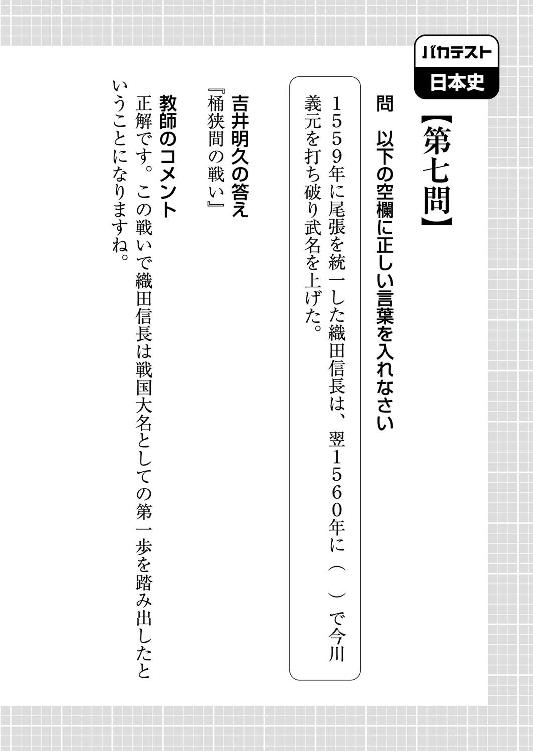 バカテスト
日本史
【第七問】
問　以下の空欄に正しい言葉を入れなさい
1559年に尾張を統一した織田信長は、翌1560年に（　）で今川
義元を打ち破り武名を上げた。
吉井明久の答え
『桶狭間の戦い』
教師のコメント
正解です。この戦いで織田信長は戦国大名としての第一歩を踏み出したと
いうことになりますね。